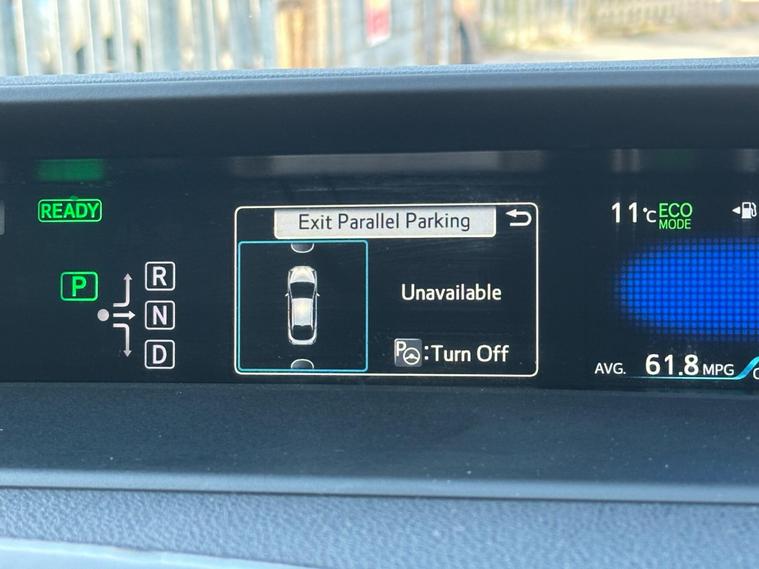 READY
Exit Parallel Parking
11°C ECO MODE
P
R
N
D
Unavailable
P :Turn Off
AVG. 61.8 MPG